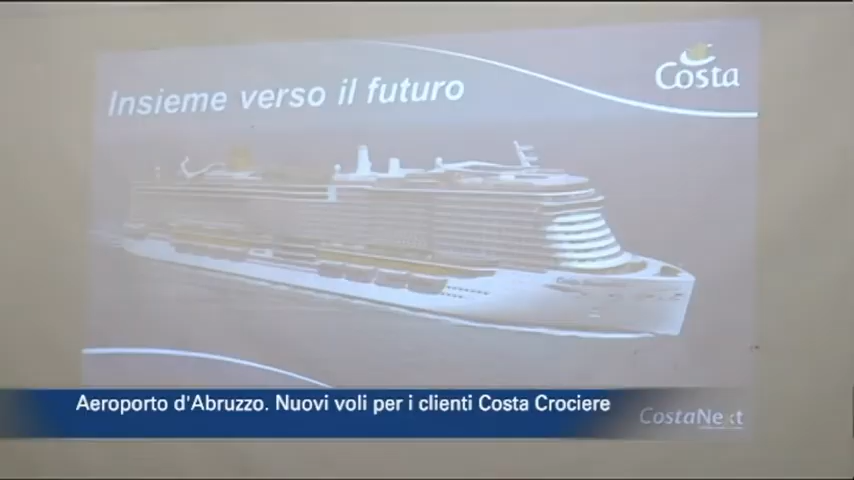 Insieme verso il futuro
Costa
Aeroporto d'Abruzzo. Nuovi voli per i clienti Costa Crociere
CostaNext